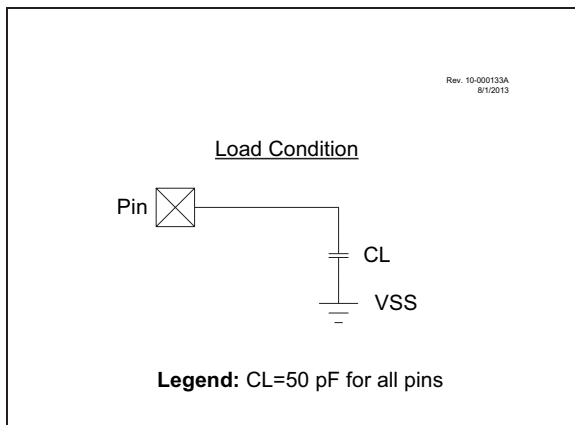 Rev. 10-000133A
8/1/2013
Load Condition
Pin
CL
VSS
Legend: CL=50 pF for all pins